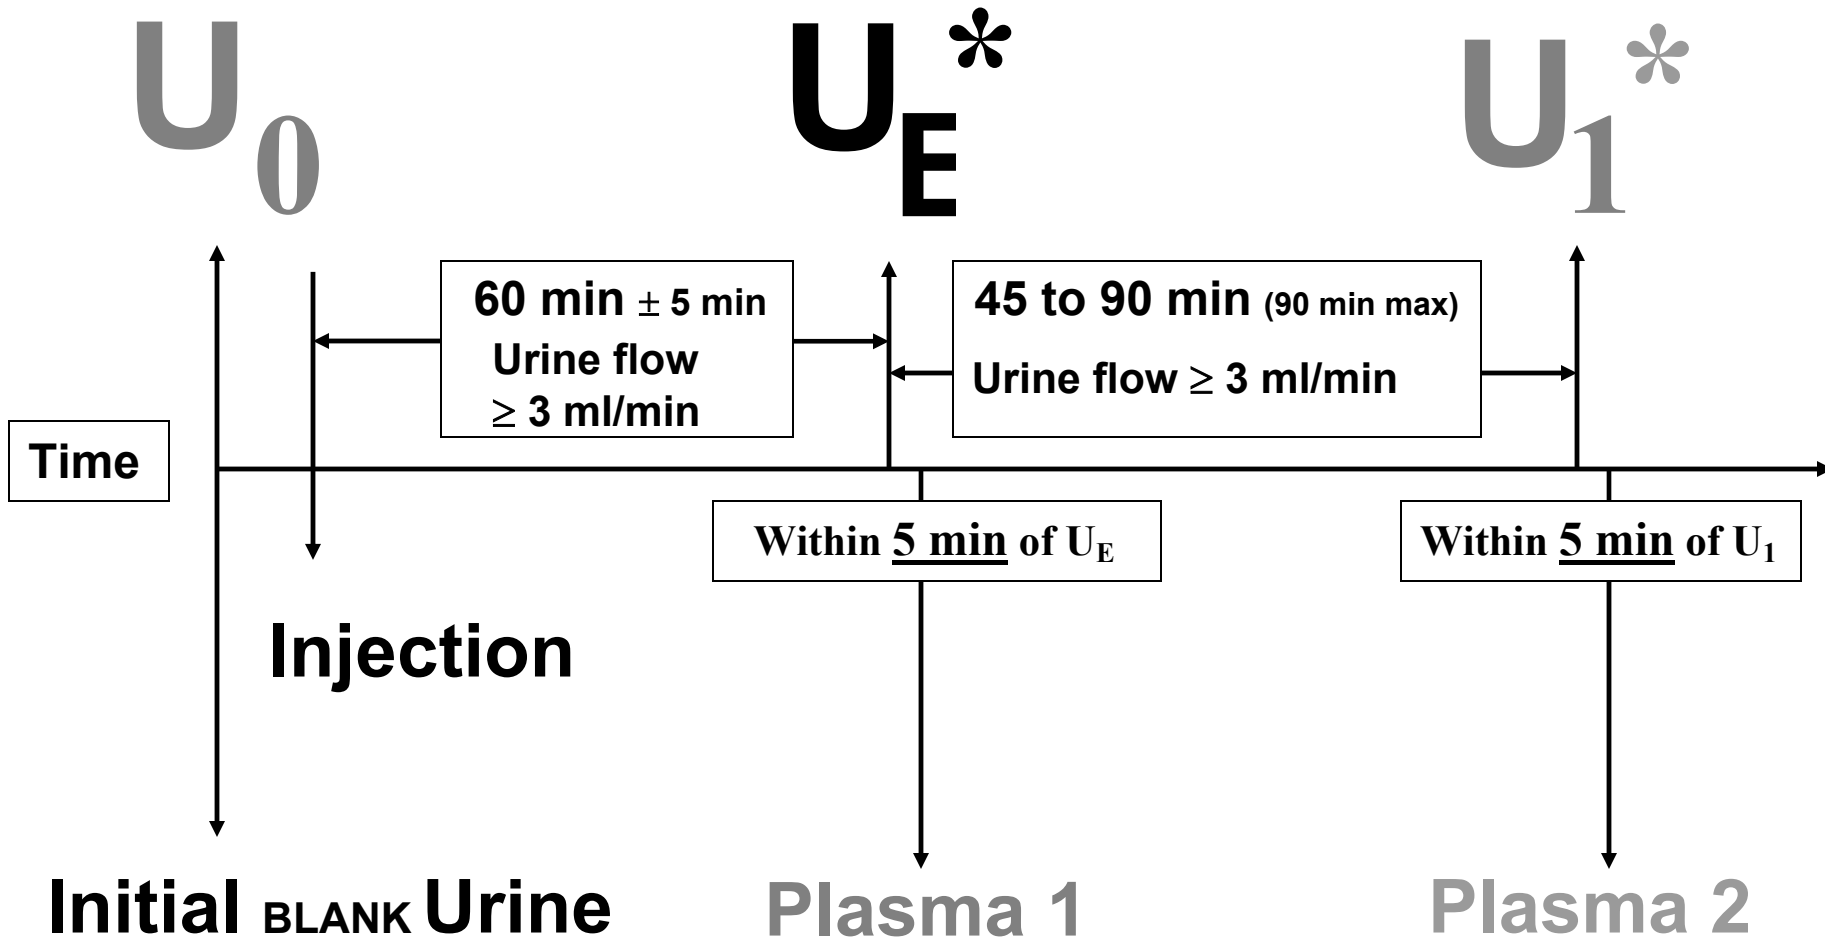 U0
UE*
U1*
60 min ± 5 min
Urine flow
≥ 3 ml/min
45 to 90 min (90 min max)
Urine flow ≥ 3 ml/min
Time
Within 5 min of UE
Within 5 min of U1
Injection
Initial BLANK Urine
Plasma 1
Plasma 2